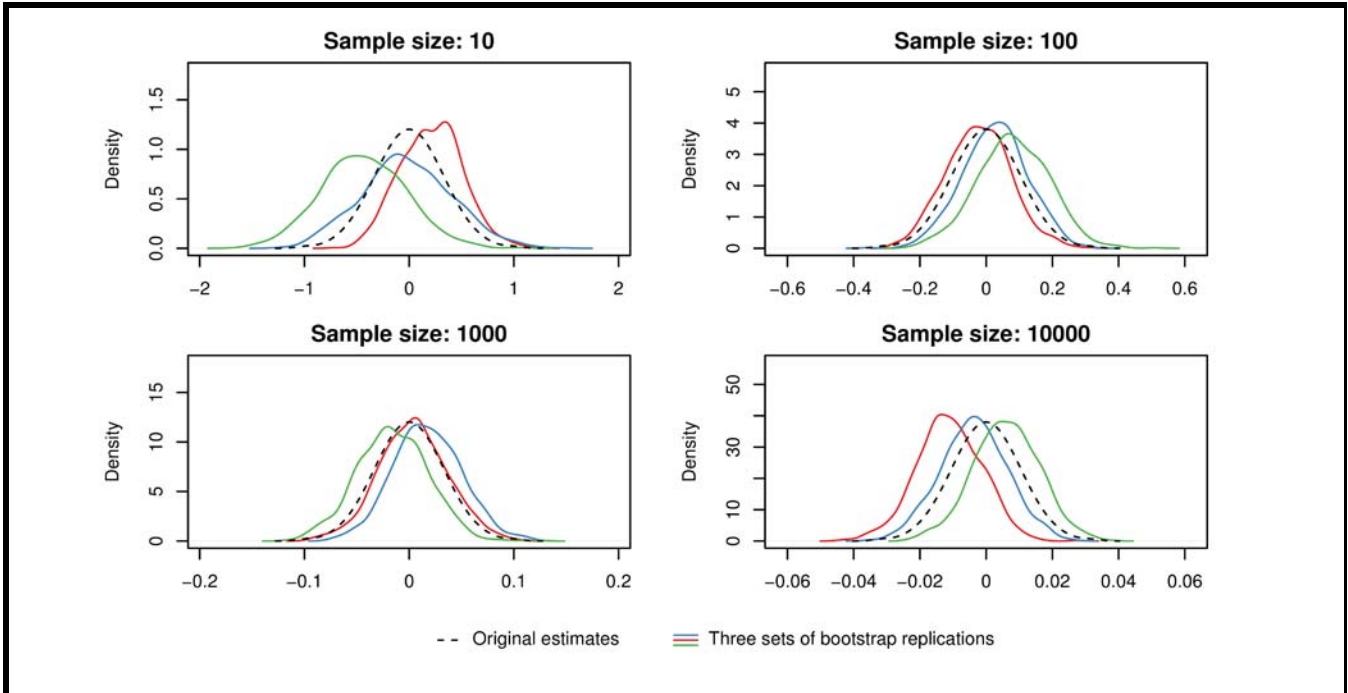 Sample size: 10
Density
0.0 0.5 1.0 1.5
−2 −1 0 1 2
Sample size: 100
Density
0 1 2 3 4 5
−0.6 −0.4 −0.2 0 0.2 0.4 0.6
Sample size: 1000
Density
0 5 10 15
−0.2 −0.1 0 0.1 0.2
Sample size: 10000
Density
0 10 30 50
−0.06 −0.04 −0.02 0 0.02 0.04 0.06
Original estimates
Three sets of bootstrap replications